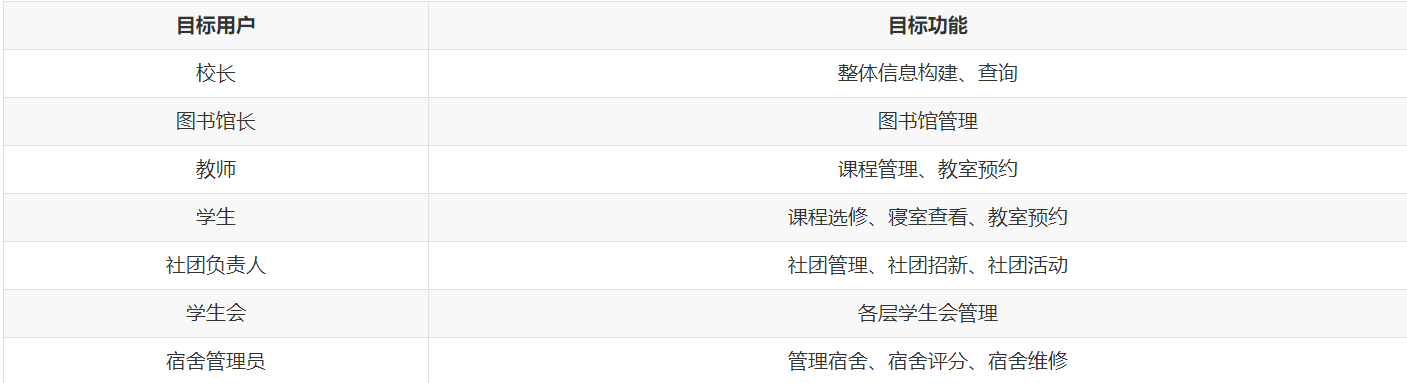 目标用户 目标功能
校长 整体信息构建、查询
图书馆长 图书馆管理
教师 课程管理、教室预约
学生 课程选修、寝室查看、教室预约
社团负责人 社团管理、社团招新、社团活动
学生会 各层学生会管理
宿舍管理员 管理宿舍、宿舍评分、宿舍维修